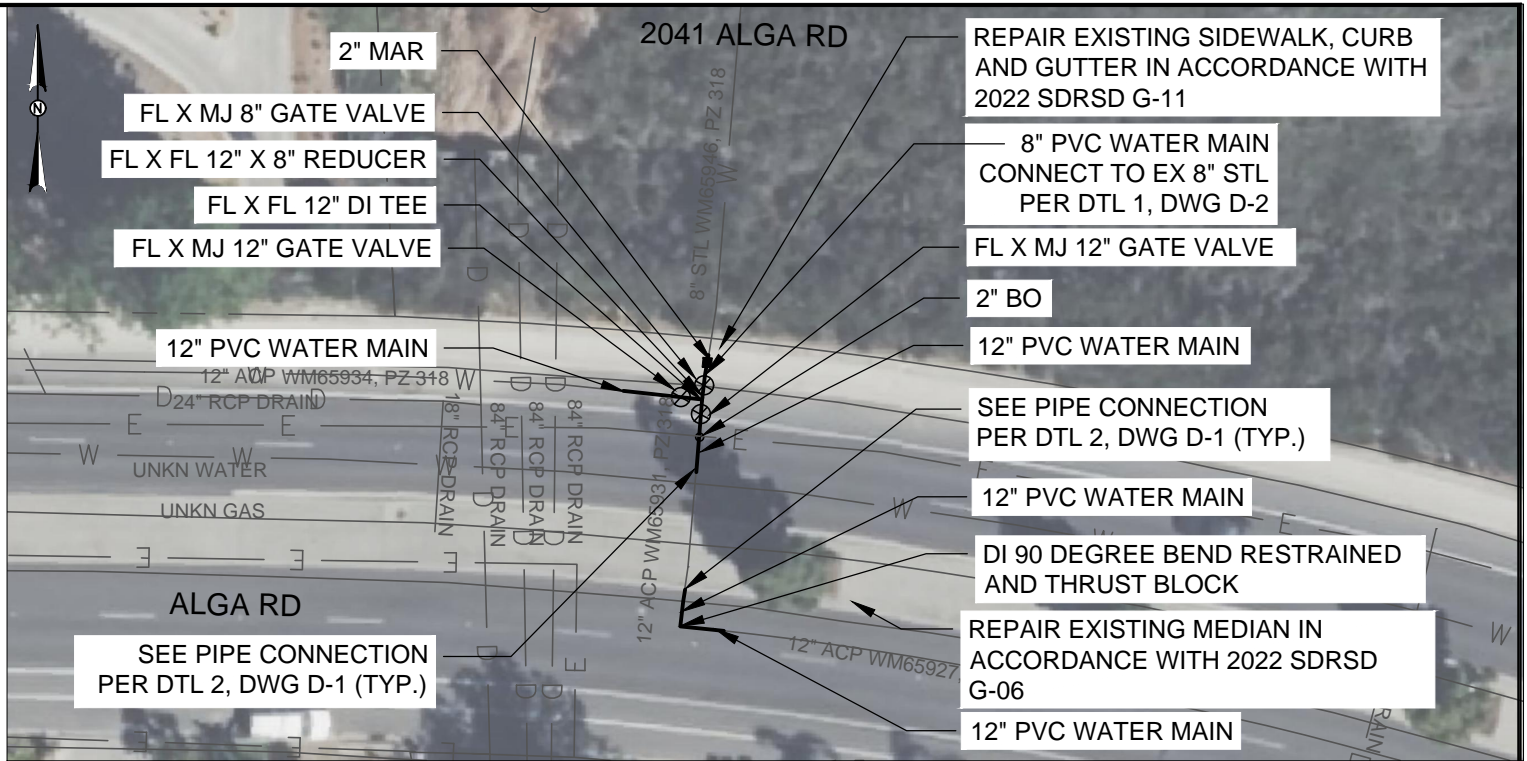 N
2041 ALGA RD
2" MAR
FL X MJ 8" GATE VALVE
FL X FL 12" X 8" REDUCER
FL X FL 12" DI TEE
FL X MJ 12" GATE VALVE
12" PVC WATER MAIN
SEE PIPE CONNECTION
PER DTL 2, DWG D-1 (TYP.)
REPAIR EXISTING SIDEWALK, CURB
AND GUTTER IN ACCORDANCE WITH
2022 SDRSD G-11
8" PVC WATER MAIN
CONNECT TO EX 8" STL
PER DTL 1, DWG D-2
FL X MJ 12" GATE VALVE
2" BO
12" PVC WATER MAIN
SEE PIPE CONNECTION
PER DTL 2, DWG D-1 (TYP.)
12" PVC WATER MAIN
DI 90 DEGREE BEND RESTRAINED
AND THRUST BLOCK
REPAIR EXISTING MEDIAN IN
ACCORDANCE WITH 2022 SDRSD
G-06
12" PVC WATER MAIN
8" STL WM65946, PZ 318
12" ACP WM65934, PZ 318
24" RCP DRAIN
UNKN WATER
UNKN GAS
18" RCP DRAIN
84" RCP DRAIN
84" RCP DRAIN
84" RCP DRAIN
12" ACP WM65931, PZ 318
12" ACP WM65927,
ALGA RD